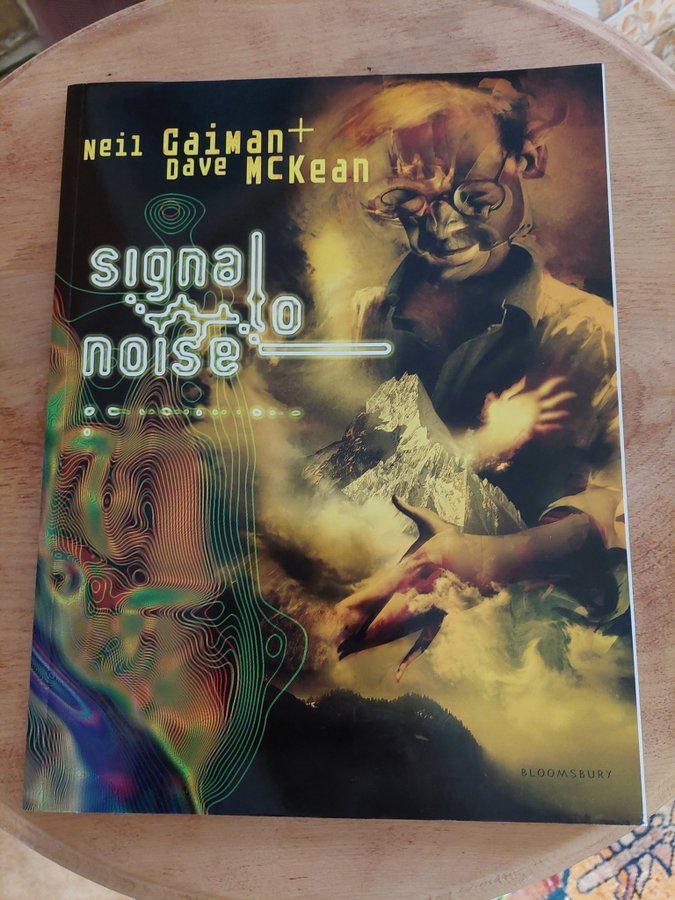 Neil Gaiman+
Dave McKean
signal to
noise
BLOOMSBURY